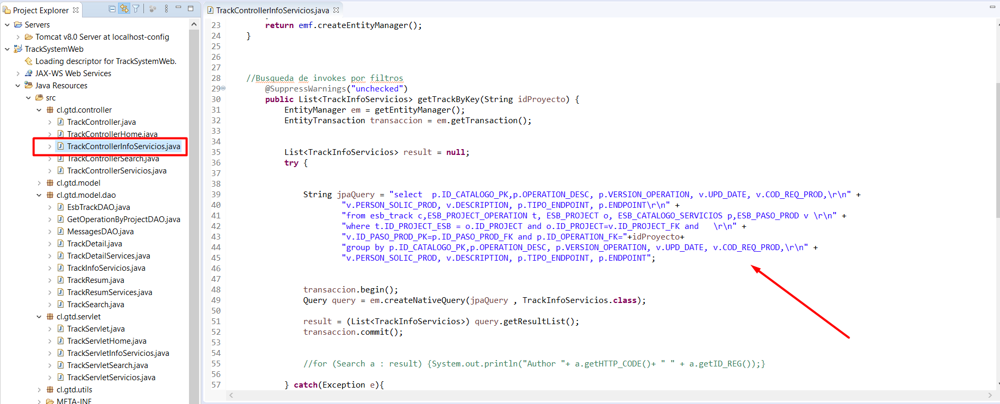 Project Explorer
Servers
Tomcat v8.0 Server at localhost-config
TrackSystemWeb
Loading descriptor for TrackSystemWeb.
JAX-WS Web Services
Java Resources
src
cl.gtd.controller
TrackController.java
TrackControllerHome.java
TrackControllerInfoServicios.java
TrackControllerSearch.java
TrackControllerServicios.java
cl.gtd.model
cl.gtd.model.dao
EsbTrackDAO.java
GetOperationByProjectDAO.java
MessagesDAO.java
TrackDetail.java
TrackDetailServices.java
TrackInfoServicios.java
TrackResum.java
TrackResumServices.java
TrackSearch.java
cl.gtd.servlet
TrackServlet.java
TrackServletHome.java
TrackServletInfoServicios.java
TrackServletSearch.java
TrackServletServicios.java
cl.gtd.utils
META-INF
TrackControllerInfoServicios.java
23 return emf.createEntityManager();
24 }
25
26
27
28 //Busqueda de invokes por filtros
29 @SuppressWarnings("unchecked")
30 public List<TrackInfoServicios> getTrackByKey(String idProyecto) {
31 EntityManager em = getEntityManager();
32 EntityTransaction transaccion = em.getTransaction();
33
34
35 List<TrackInfoServicios> result = null;
36 try {
37
38
39 String jpaQuery = "select  p.ID_CATALOGO_PK,p.OPERATION_DESC, p.VERSION_OPERATION, v.UPD_DATE, v.COD_REQ_PROD,\r\n" +
40 "v.PERSON_SOLIC_PROD, v.DESCRIPTION, p.TIPO_ENDPOINT, p.ENDPOINT\r\n" +
41 "from esb_track c,ESB_PROJECT_OPERATION t, ESB_PROJECT o, ESB_CATALOGO_SERVICIOS p,ESB_PASO_PROD v \r\n" +
42 "where t.ID_PROJECT_ESB = o.ID_PROJECT and o.ID_PROJECT=v.ID_PROJECT_FK and   \r\n" +
43 "v.ID_PASO_PROD_PK=p.ID_PASO_PROD_FK and p.ID_OPERATION_FK="+idProyecto+
44 "group by p.ID_CATALOGO_PK,p.OPERATION_DESC, p.VERSION_OPERATION, v.UPD_DATE, v.COD_REQ_PROD,\r\n" +
45 "v.PERSON_SOLIC_PROD, v.DESCRIPTION, p.TIPO_ENDPOINT, p.ENDPOINT";
46
47
48 transaccion.begin();
49 Query query = em.createNativeQuery(jpaQuery , TrackInfoServicios.class);
50
51 result = (List<TrackInfoServicios>) query.getResultList();
52 transaccion.commit();
53
54
55 //for (Search a : result) {System.out.println("Author "+ a.getHTTP_CODE()+ " " + a.getID_REG());}
56
57 } catch(Exception e){